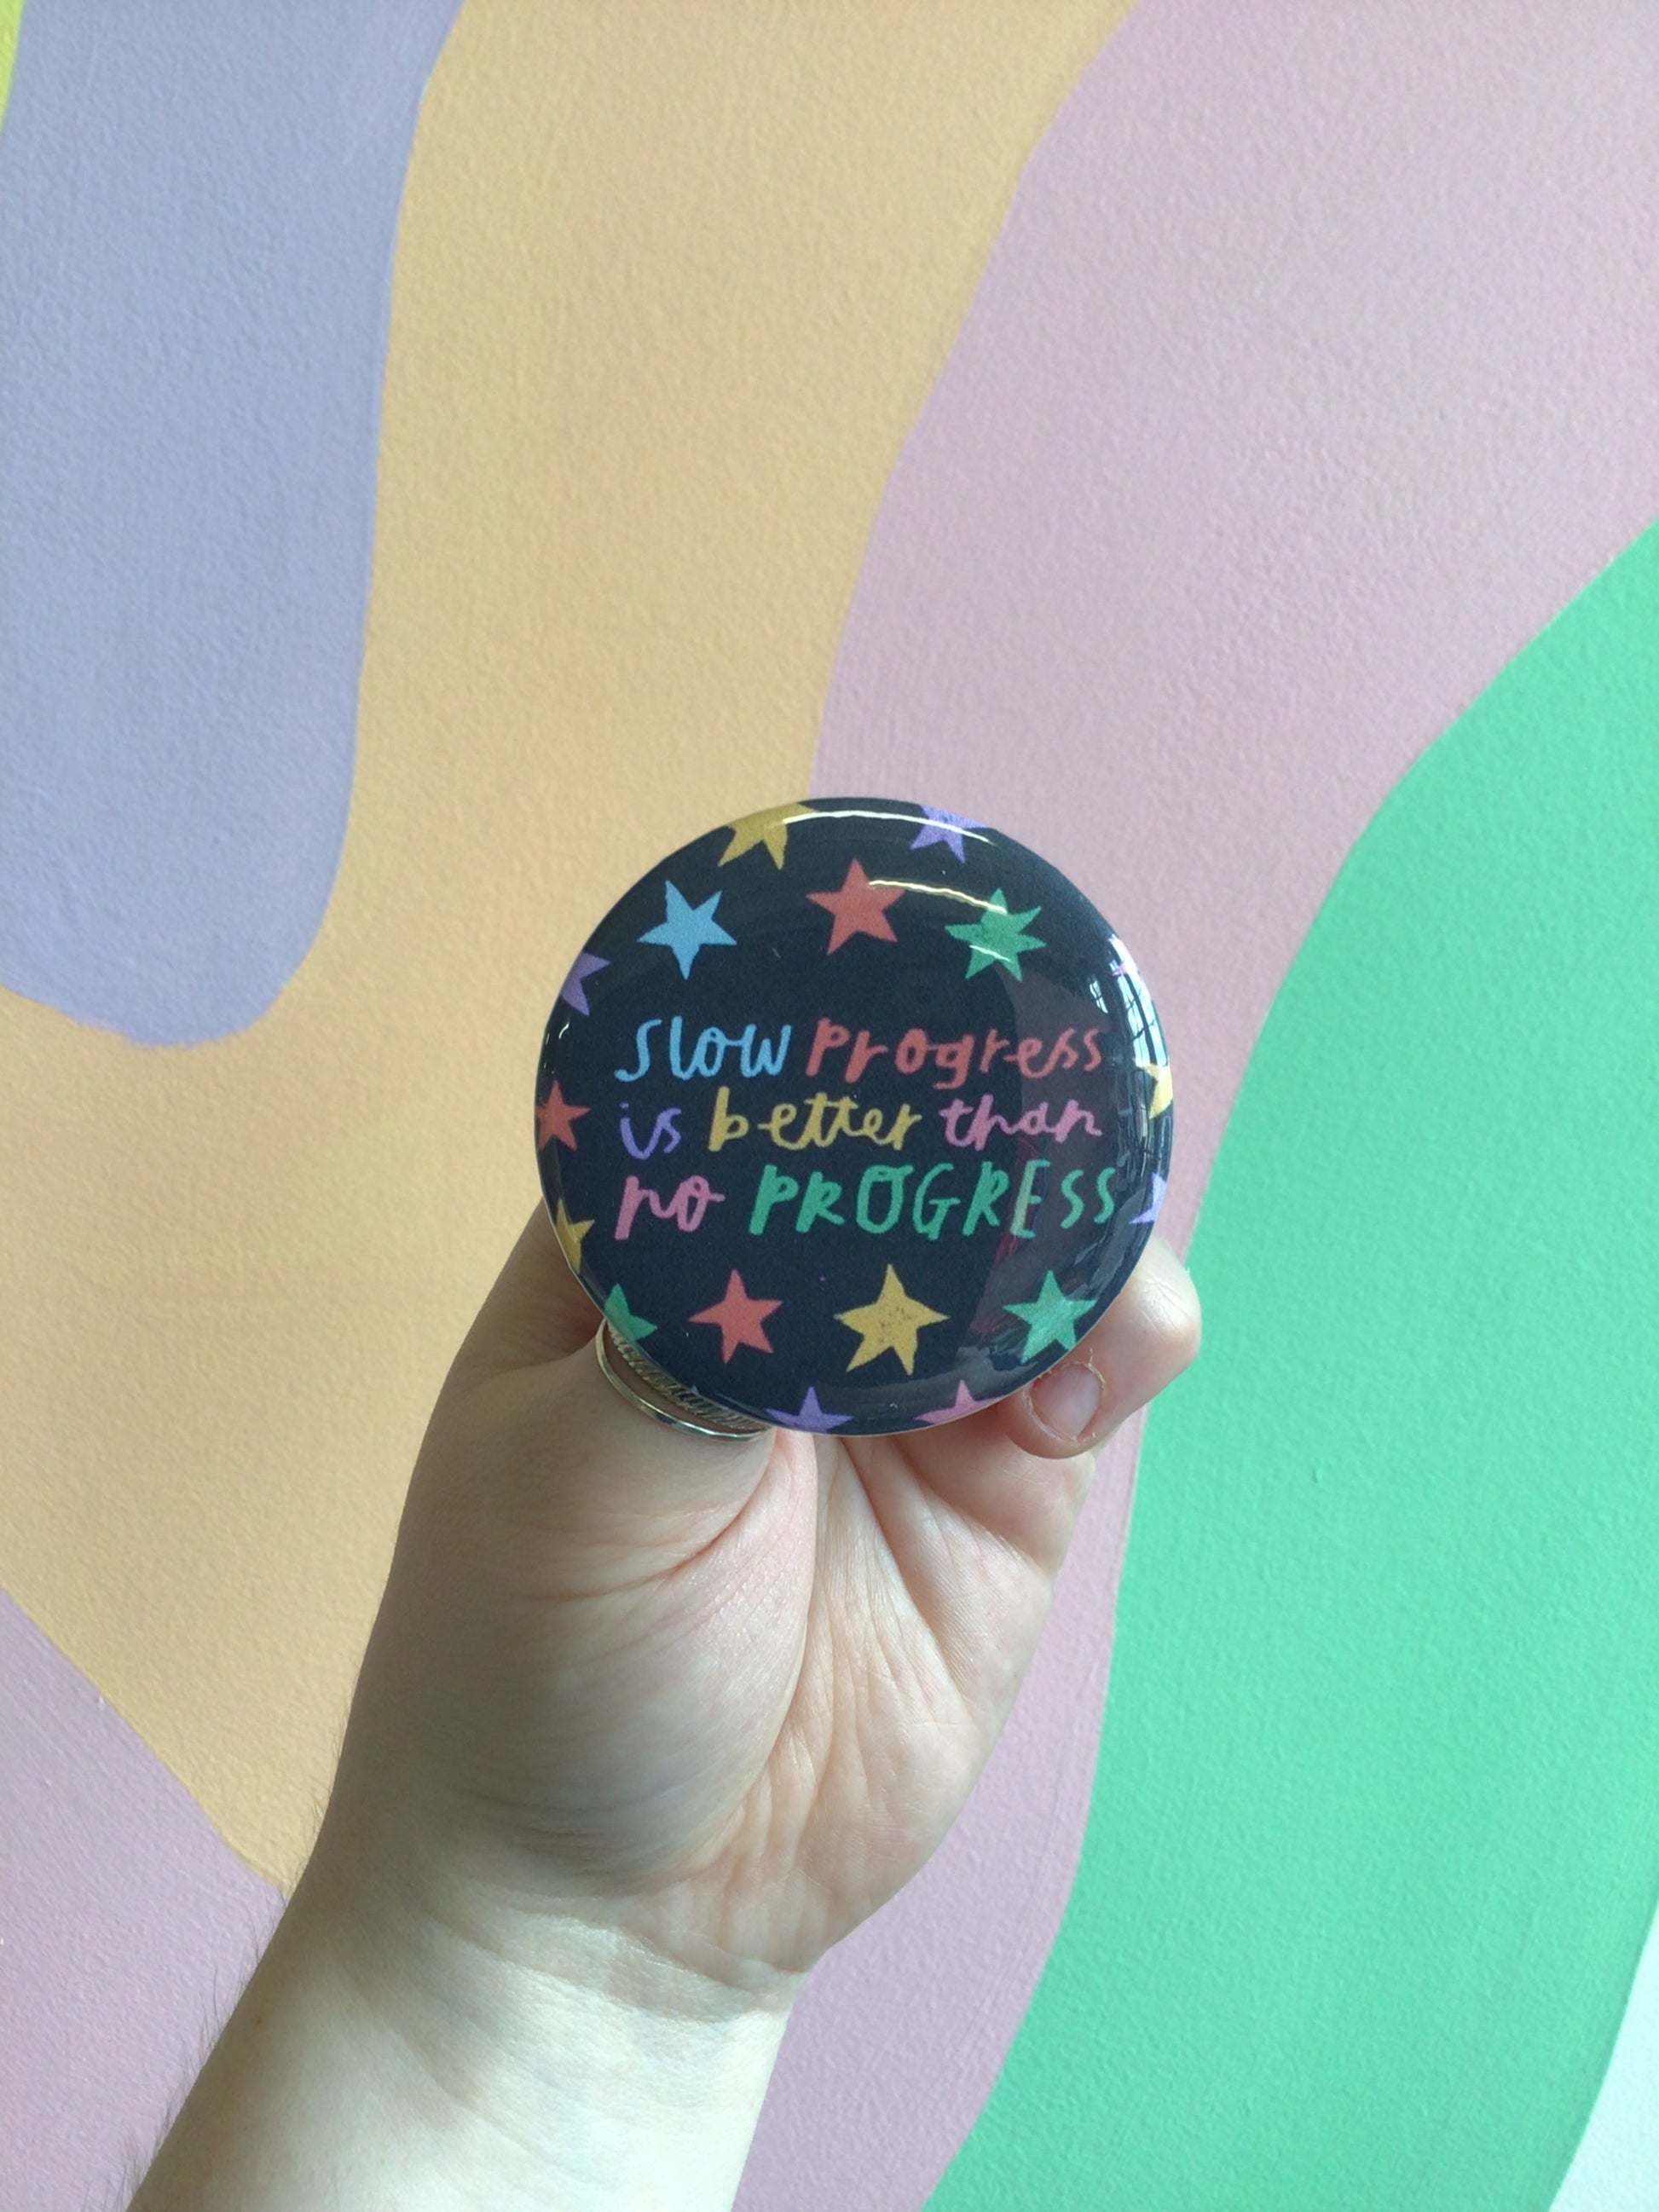 slow progress
is better than
no PROGRESS